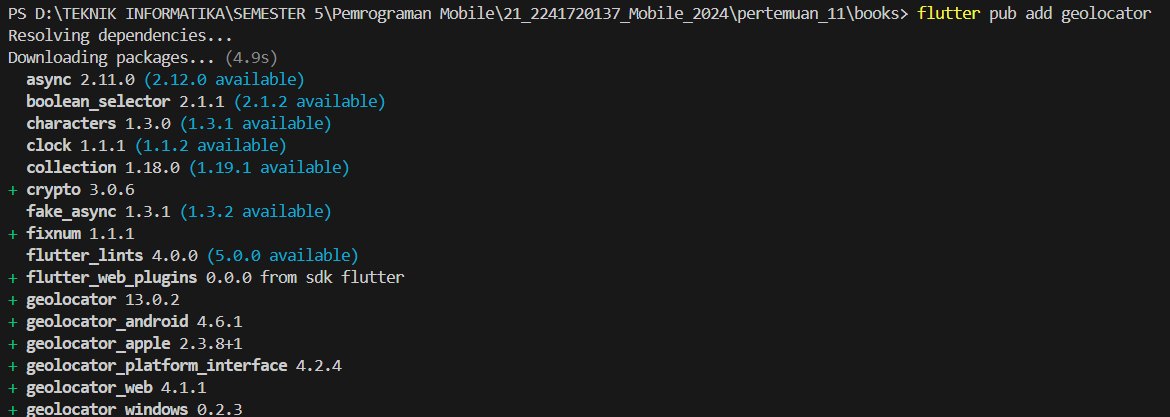 PS D:\TEKNIK INFORMATIKA\SEMESTER 5\Pemrograman Mobile\21_2241720137_Mobile_2024\pertemuan_11\books> flutter pub add geolocator
Resolving dependencies...
Downloading packages... (4.9s)
  async 2.11.0 (2.12.0 available)
  boolean_selector 2.1.1 (2.1.2 available)
  characters 1.3.0 (1.3.1 available)
  clock 1.1.1 (1.1.2 available)
  collection 1.18.0 (1.19.1 available)
+ crypto 3.0.6
  fake_async 1.3.1 (1.3.2 available)
+ fixnum 1.1.1
  flutter_lints 4.0.0 (5.0.0 available)
+ flutter_web_plugins 0.0.0 from sdk flutter
+ geolocator 13.0.2
+ geolocator_android 4.6.1
+ geolocator_apple 2.3.8+1
+ geolocator_platform_interface 4.2.4
+ geolocator_web 4.1.1
+ geolocator_windows 0.2.3